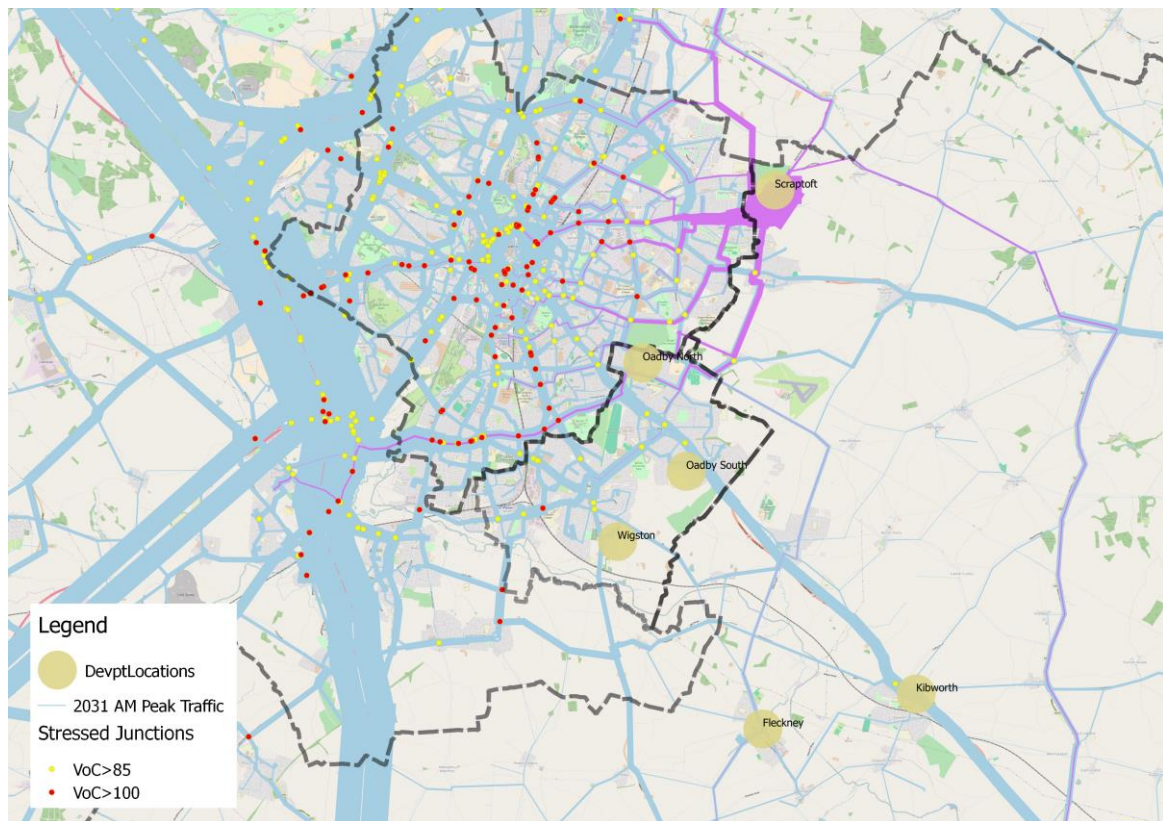 Scraptoft
Oadby North
Oadby South
Wigston
Kibworth
Fleckney
Legend
DevptLocations
2031 AM Peak Traffic
Stressed Junctions
VoC>85
VoC>100